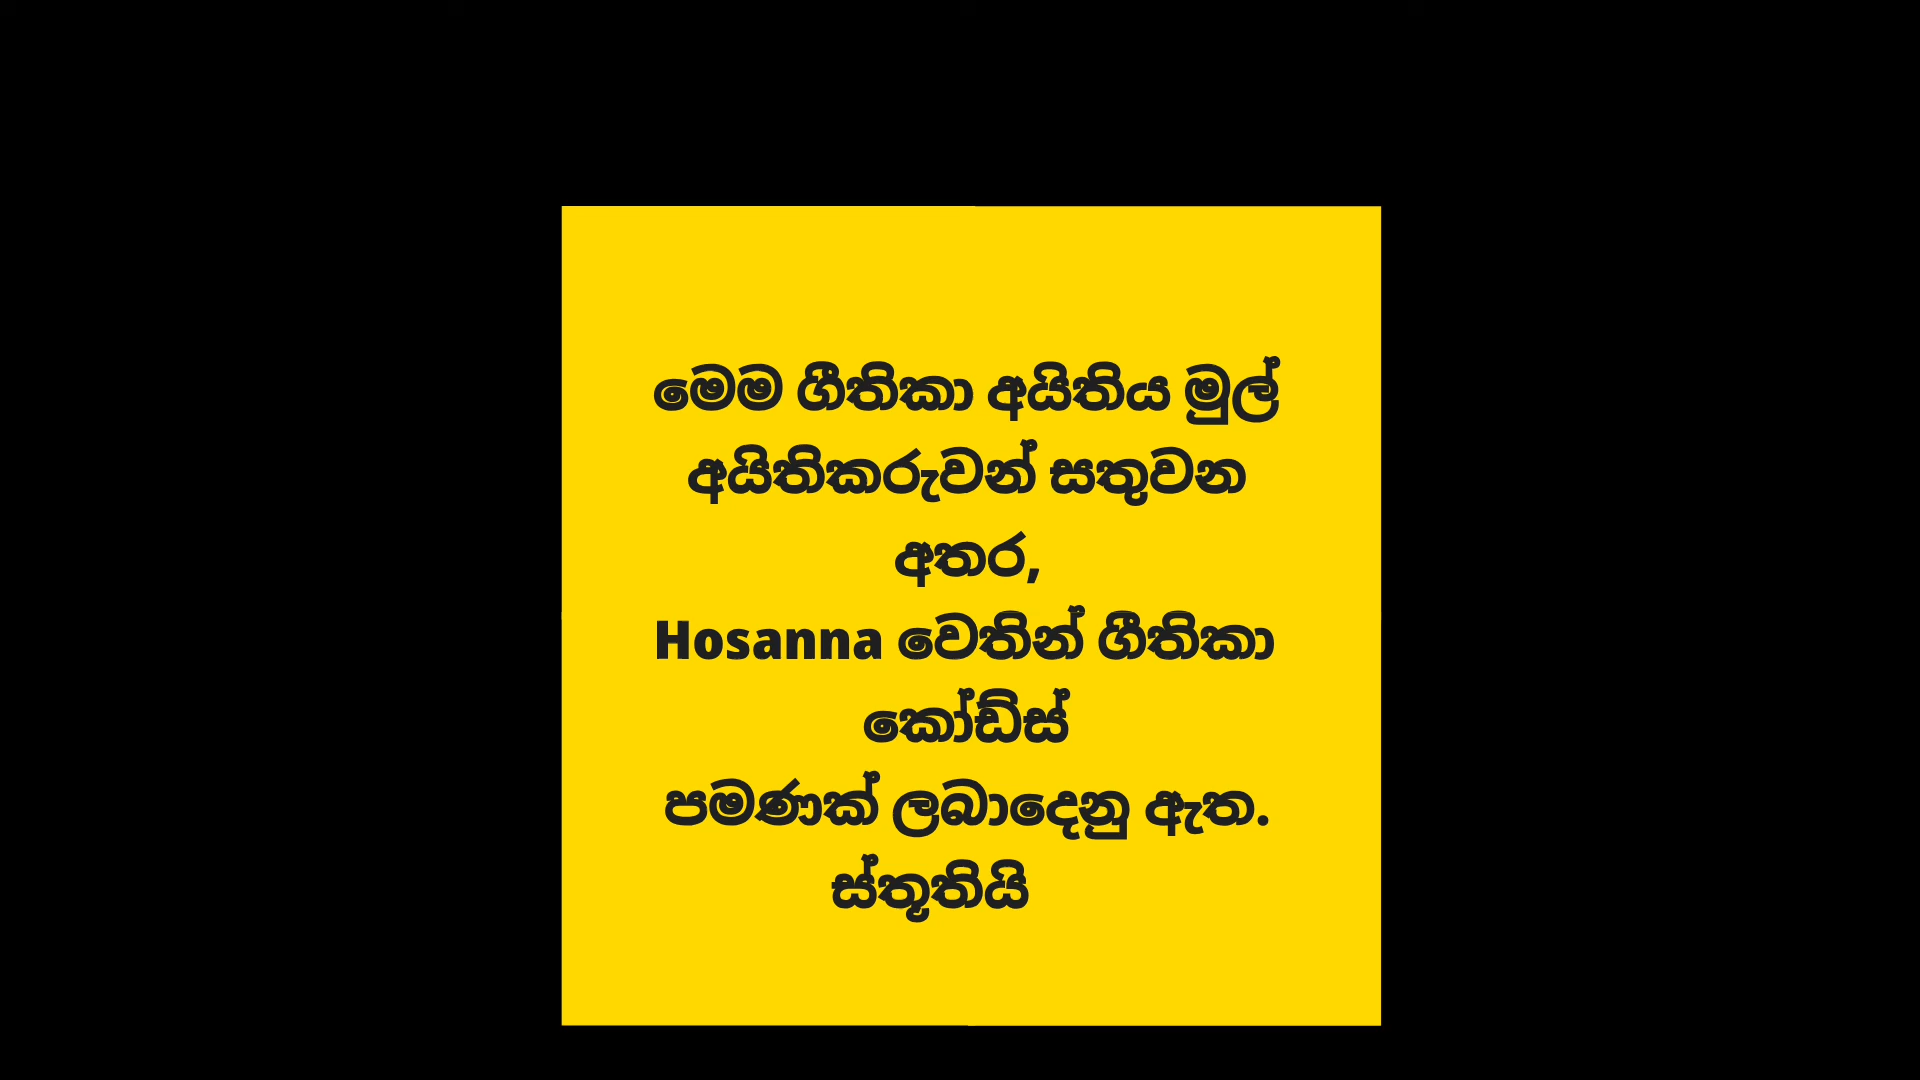 මෙම ගීතිකා අයිතිය මුල්
අයිතිකරුවන් සතුවන
අතර,
Hosanna වෙතින් ගීතිකා
කෝඩ්ස්
පමණක් ලබාදෙනු ඇත.
ස්තූතියි